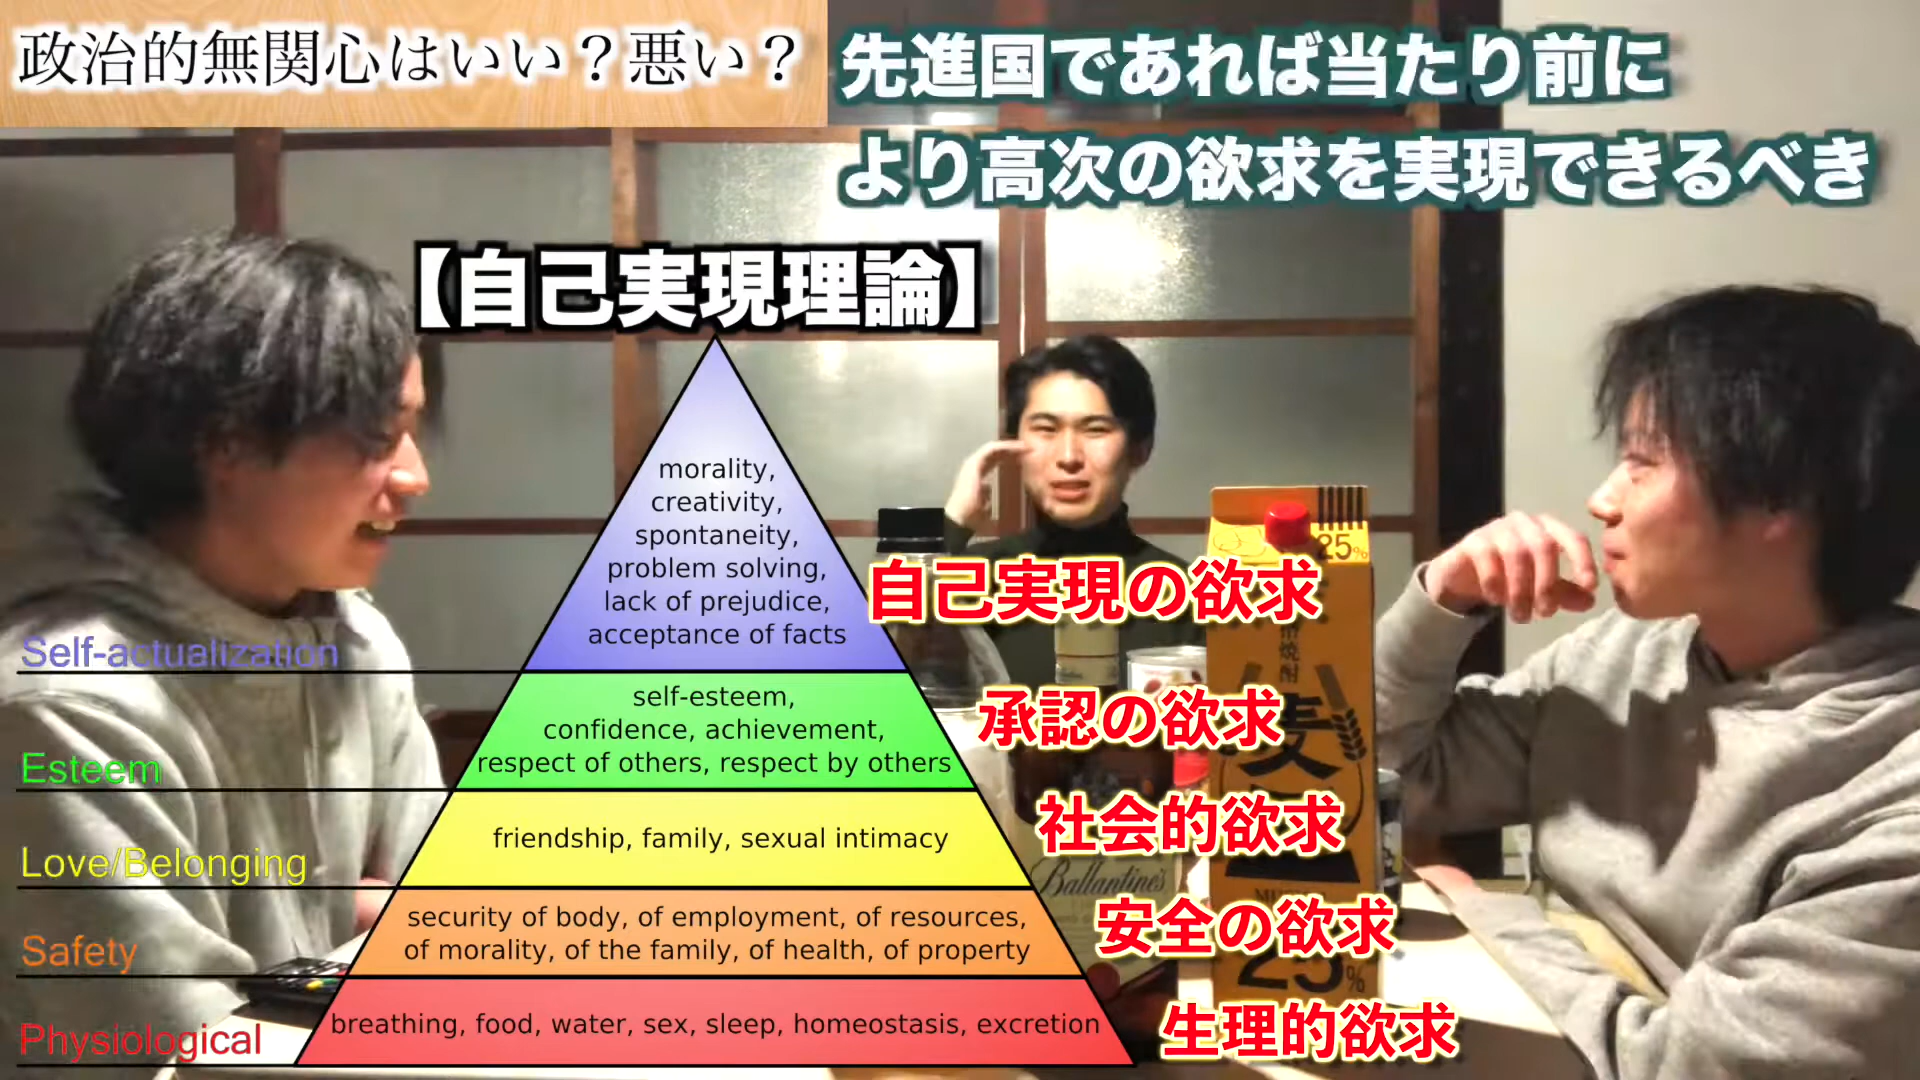 政治的無関心はいい？悪い？
先進国であれば当たり前に
より高次の欲求を実現できるべき
【自己実現理論】
morality,
creativity,
spontaneity,
problem solving,
lack of prejudice,
acceptance of facts
Self-actualization
自己実現の欲求
self-esteem,
confidence, achievement,
respect of others, respect by others
Esteem
承認の欲求
friendship, family, sexual intimacy
Love/Belonging
社会的欲求
security of body, of employment, of resources,
of morality, of the family, of health, of property
Safety
安全の欲求
breathing, food, water, sex, sleep, homeostasis, excretion
Physiological
生理的欲求
25%
麦
Ballantine's
25%